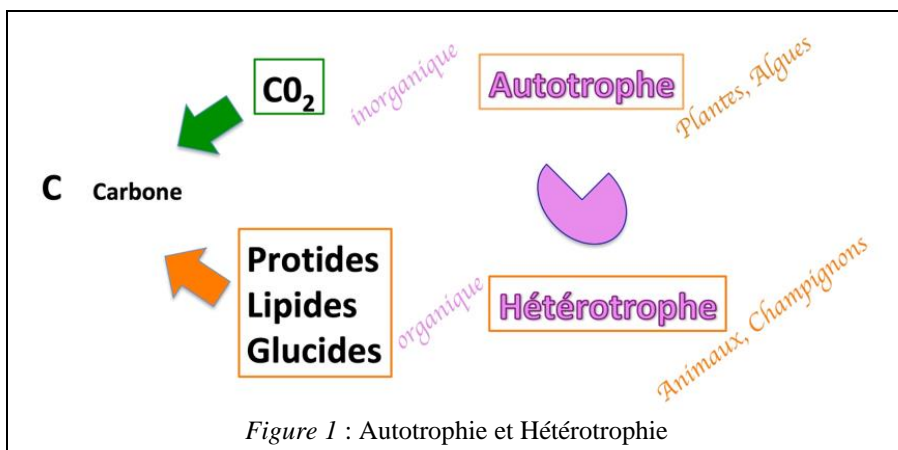 C0₂
inorganique
Autotrophe
Plantes, Algues
C Carbone
Protides
Lipides
Glucides
organique
Hétérotrophe
Animaux, Champignons
Figure 1 : Autotrophie et Hétérotrophie